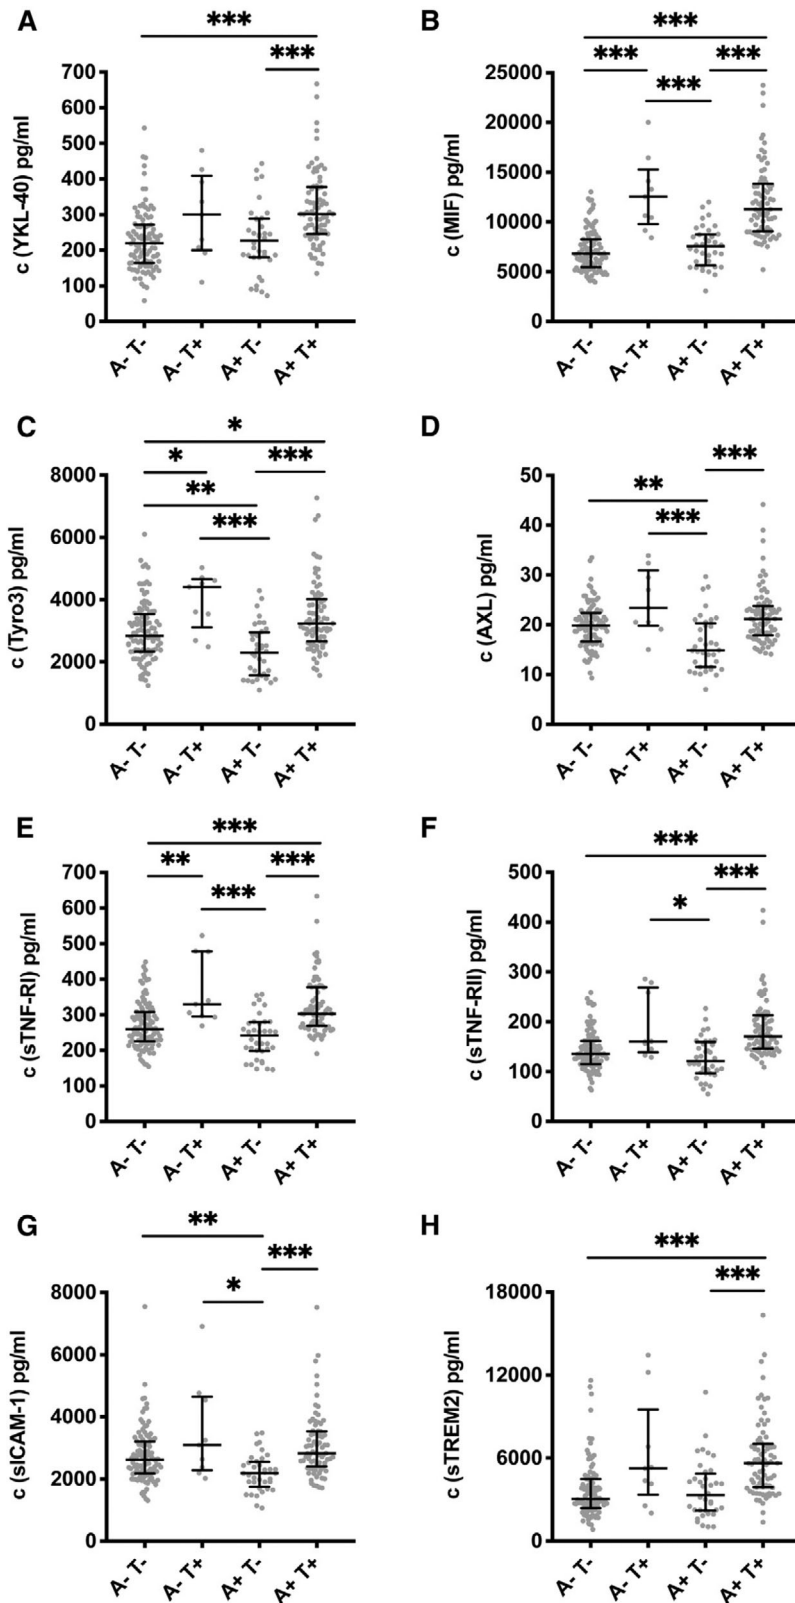 A
***
***
c (YKL-40) pg/ml
700
600
500
400
300
200
100
0
A- T-
A- T+
A+ T-
A+ T+
B
***
***
***
***
c (MIF) pg/ml
25000
20000
15000
10000
5000
0
A- T-
A- T+
A+ T-
A+ T+
C
*
*
***
**
***
c (Tyro3) pg/ml
8000
6000
4000
2000
0
A- T-
A- T+
A+ T-
A+ T+
D
***
**
***
c (AXL) pg/ml
50
40
30
20
10
0
A- T-
A- T+
A+ T-
A+ T+
E
***
**
***
***
c (sTNF-RI) pg/ml
700
600
500
400
300
200
100
0
A- T-
A- T+
A+ T-
A+ T+
F
***
***
*
c (sTNF-RII) pg/ml
500
400
300
200
100
0
A- T-
A- T+
A+ T-
A+ T+
G
**
***
*
c (sICAM-1) pg/ml
8000
6000
4000
2000
0
A- T-
A- T+
A+ T-
A+ T+
H
***
***
c (sTREM2) pg/ml
18000
12000
6000
0
A- T-
A- T+
A+ T-
A+ T+